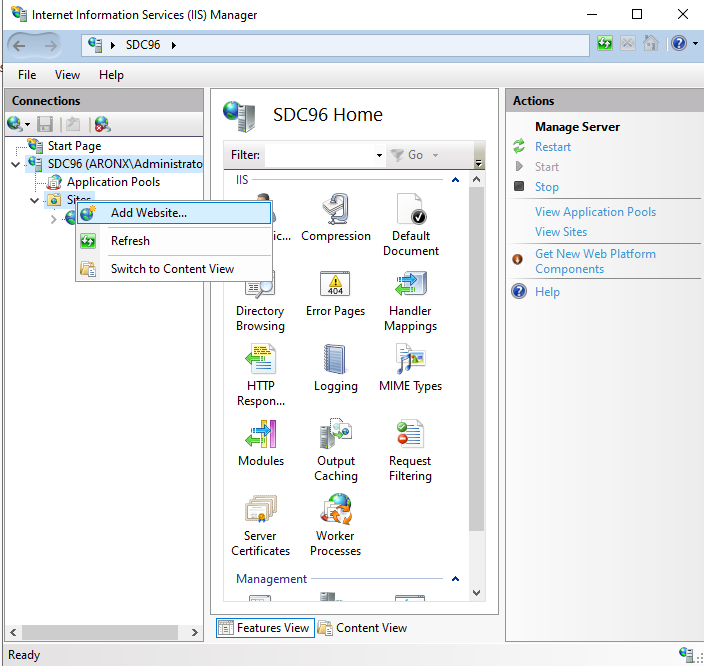 Internet Information Services (IIS) Manager
SDC96
File View Help
Connections
Start Page
SDC96 (ARONX\Administrato
Application Pools
Sites
Add Website...
Refresh
Switch to Content View
SDC96 Home
Filter:
Go
IIS
Compression
Default
Document
Directory
Browsing
Error Pages
404
Handler
Mappings
HTTP
Respon...
Logging
MIME Types
Modules
Output
Caching
Request
Filtering
Server
Certificates
Worker
Processes
Management
Features View
Content View
Actions
Manage Server
Restart
Start
Stop
View Application Pools
View Sites
Get New Web Platform
Components
Help
Ready